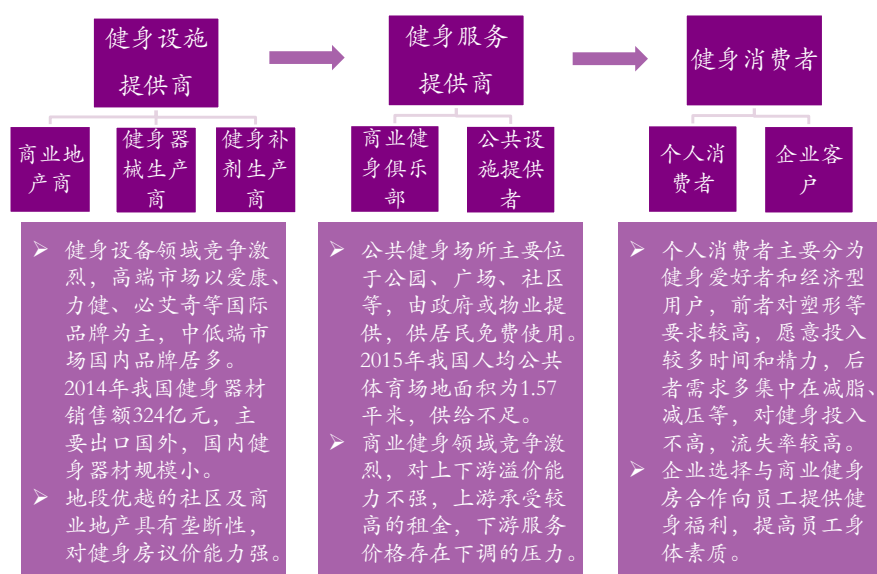 健身设施
提供商
健身服务
提供商
健身消费者
商业地
产商
健身器
械生产
商
健身补
剂生产
商
商业健
身俱乐
部
公共设
施提供
者
个人消
费者
企业客
户
➢ 健身设备领域竞争激
烈，高端市场以爱康、
力健、必艾奇等国际
品牌为主，中低端市
场国内品牌居多。
2014年我国健身器材
销售额324亿元，主
要出口国外，国内健
身器材规模小。
➢ 地段优越的社区及商
业地产具有垄断性，
对健身房议价能力强。
➢ 公共健身场所主要位
于公园、广场、社区
等，由政府或物业提
供，供居民免费使用。
2015年我国人均公共
体育场地面积为1.57
平米，供给不足。
➢ 商业健身领域竞争激
烈，对上下游溢价能
力不强，上游承受较
高的租金，下游服务
价格存在下调的压力。
➢ 个人消费者主要分为
健身爱好者和经济型
用户，前者对塑形等
要求较高，愿意投入
较多时间和精力，后
者需求多集中在减脂、
减压等，对健身投入
不高，流失率较高。
➢ 企业选择与商业健身
房合作向员工提供健
身福利，提高员工身
体素质。